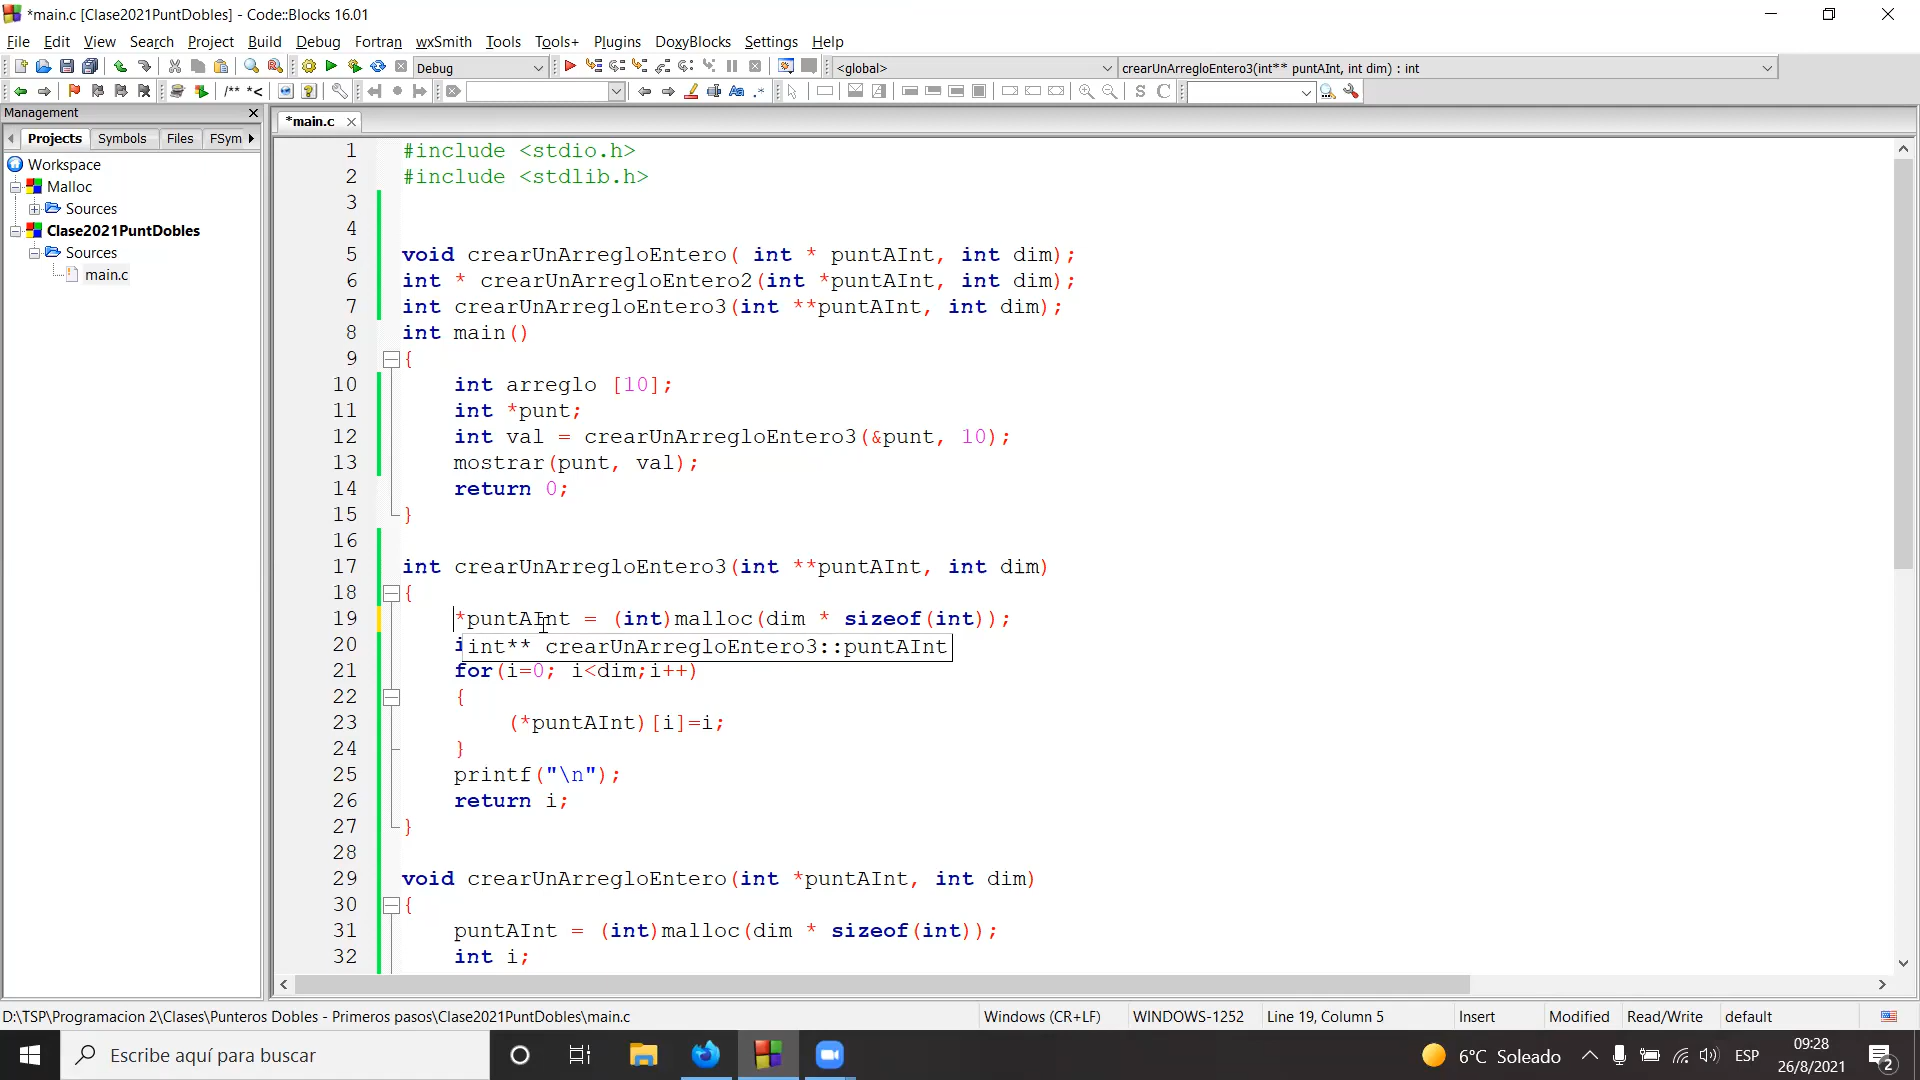 *main.c [Clase2021PuntDobles] - Code::Blocks 16.01
File Edit View Search Project Build Debug Fortran wxSmith Tools Tools+ Plugins DoxyBlocks Settings Help
Debug <global> crearUnArregloEntero3(int** puntAInt, int dim) : int
/** *< Aa .* S C
Management
*main.c
Projects Symbols Files FSym
Workspace
Malloc
Sources
Clase2021PuntDobles
Sources
main.c
1 #include <stdio.h>
2 #include <stdlib.h>
3
4
5 void crearUnArregloEntero( int * puntAInt, int dim);
6 int * crearUnArregloEntero2(int *puntAInt, int dim);
7 int crearUnArregloEntero3(int **puntAInt, int dim);
8 int main()
9 {
10 int arreglo [10];
11 int *punt;
12 int val = crearUnArregloEntero3(&punt, 10);
13 mostrar(punt, val);
14 return 0;
15 }
16
17 int crearUnArregloEntero3(int **puntAInt, int dim)
18 {
19 *puntAInt = (int)malloc(dim * sizeof(int));
20 i
int** crearUnArregloEntero3::puntAInt
21 for(i=0; i<dim;i++)
22 {
23 (*puntAInt)[i]=i;
24 }
25 printf("\n");
26 return i;
27 }
28
29 void crearUnArregloEntero(int *puntAInt, int dim)
30 {
31 puntAInt = (int)malloc(dim * sizeof(int));
32 int i;
D:\TSP\Programacion 2\Clases\Punteros Dobles - Primeros pasos\Clase2021PuntDobles\main.c Windows (CR+LF) WINDOWS-1252 Line 19, Column 5 Insert Modified Read/Write default
Escribe aquí para buscar
6°C Soleado
ESP
09:28
26/8/2021
2